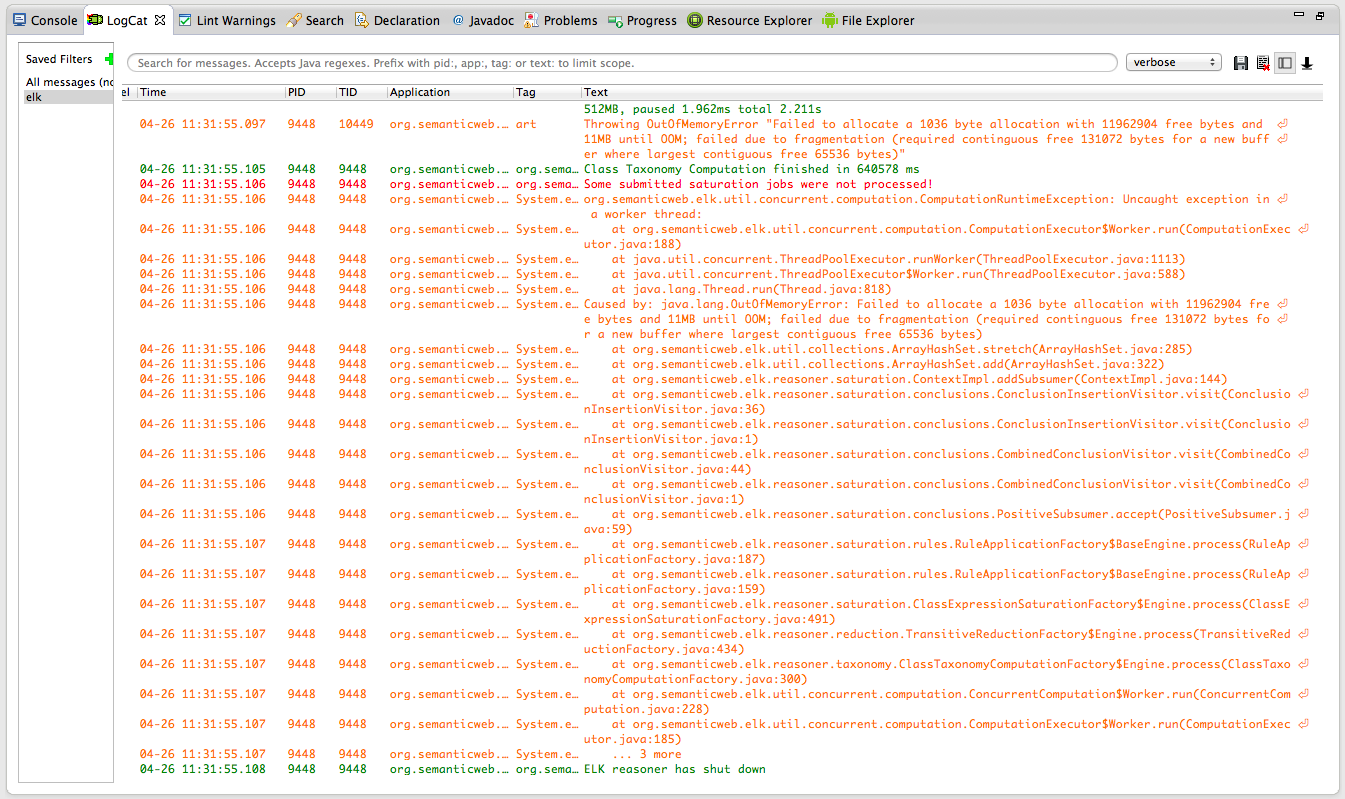 Console LogCat Lint Warnings Search Declaration @ Javadoc Problems Progress Resource Explorer File Explorer
Saved Filters
Search for messages. Accepts Java regexes. Prefix with pid:, app:, tag: or text: to limit scope. verbose
All messages (no
elk
el Time PID TID Application Tag Text
512MB, paused 1.962ms total 2.211s
04-26 11:31:55.097 9448 10449 org.semanticweb.… art Throwing OutOfMemoryError "Failed to allocate a 1036 byte allocation with 11962904 free bytes and
11MB until OOM; failed due to fragmentation (required continguous free 131072 bytes for a new buff
er where largest contiguous free 65536 bytes)"
04-26 11:31:55.105 9448 9448 org.semanticweb.… org.sema… Class Taxonomy Computation finished in 640578 ms
04-26 11:31:55.106 9448 9448 org.semanticweb.… org.sema… Some submitted saturation jobs were not processed!
04-26 11:31:55.106 9448 9448 org.semanticweb.… System.e… org.semanticweb.elk.util.concurrent.computation.ComputationRuntimeException: Uncaught exception in
a worker thread:
04-26 11:31:55.106 9448 9448 org.semanticweb.… System.e… at org.semanticweb.elk.util.concurrent.computation.ComputationExecutor$Worker.run(ComputationExec
utor.java:188)
04-26 11:31:55.106 9448 9448 org.semanticweb.… System.e… at java.util.concurrent.ThreadPoolExecutor.runWorker(ThreadPoolExecutor.java:1113)
04-26 11:31:55.106 9448 9448 org.semanticweb.… System.e… at java.util.concurrent.ThreadPoolExecutor$Worker.run(ThreadPoolExecutor.java:588)
04-26 11:31:55.106 9448 9448 org.semanticweb.… System.e… at java.lang.Thread.run(Thread.java:818)
04-26 11:31:55.106 9448 9448 org.semanticweb.… System.e… Caused by: java.lang.OutOfMemoryError: Failed to allocate a 1036 byte allocation with 11962904 fre
e bytes and 11MB until OOM; failed due to fragmentation (required continguous free 131072 bytes fo
r a new buffer where largest contiguous free 65536 bytes)
04-26 11:31:55.106 9448 9448 org.semanticweb.… System.e… at org.semanticweb.elk.util.collections.ArrayHashSet.stretch(ArrayHashSet.java:285)
04-26 11:31:55.106 9448 9448 org.semanticweb.… System.e… at org.semanticweb.elk.util.collections.ArrayHashSet.add(ArrayHashSet.java:322)
04-26 11:31:55.106 9448 9448 org.semanticweb.… System.e… at org.semanticweb.elk.reasoner.saturation.ContextImpl.addSubsumer(ContextImpl.java:144)
04-26 11:31:55.106 9448 9448 org.semanticweb.… System.e… at org.semanticweb.elk.reasoner.saturation.conclusions.ConclusionInsertionVisitor.visit(Conclusio
nInsertionVisitor.java:36)
04-26 11:31:55.106 9448 9448 org.semanticweb.… System.e… at org.semanticweb.elk.reasoner.saturation.conclusions.ConclusionInsertionVisitor.visit(Conclusio
nInsertionVisitor.java:1)
04-26 11:31:55.106 9448 9448 org.semanticweb.… System.e… at org.semanticweb.elk.reasoner.saturation.conclusions.CombinedConclusionVisitor.visit(CombinedCo
nclusionVisitor.java:44)
04-26 11:31:55.106 9448 9448 org.semanticweb.… System.e… at org.semanticweb.elk.reasoner.saturation.conclusions.CombinedConclusionVisitor.visit(CombinedCo
nclusionVisitor.java:1)
04-26 11:31:55.106 9448 9448 org.semanticweb.… System.e… at org.semanticweb.elk.reasoner.saturation.conclusions.PositiveSubsumer.accept(PositiveSubsumer.j
ava:59)
04-26 11:31:55.107 9448 9448 org.semanticweb.… System.e… at org.semanticweb.elk.reasoner.saturation.rules.RuleApplicationFactory$BaseEngine.process(RuleAp
plicationFactory.java:187)
04-26 11:31:55.107 9448 9448 org.semanticweb.… System.e… at org.semanticweb.elk.reasoner.saturation.rules.RuleApplicationFactory$BaseEngine.process(RuleAp
plicationFactory.java:159)
04-26 11:31:55.107 9448 9448 org.semanticweb.… System.e… at org.semanticweb.elk.reasoner.saturation.ClassExpressionSaturationFactory$Engine.process(ClassE
xpressionSaturationFactory.java:491)
04-26 11:31:55.107 9448 9448 org.semanticweb.… System.e… at org.semanticweb.elk.reasoner.reduction.TransitiveReductionFactory$Engine.process(TransitiveRed
uctionFactory.java:434)
04-26 11:31:55.107 9448 9448 org.semanticweb.… System.e… at org.semanticweb.elk.reasoner.taxonomy.ClassTaxonomyComputationFactory$Engine.process(ClassTaxo
nomyComputationFactory.java:300)
04-26 11:31:55.107 9448 9448 org.semanticweb.… System.e… at org.semanticweb.elk.util.concurrent.computation.ConcurrentComputation$Worker.run(ConcurrentCom
putation.java:228)
04-26 11:31:55.107 9448 9448 org.semanticweb.… System.e… at org.semanticweb.elk.util.concurrent.computation.ComputationExecutor$Worker.run(ComputationExec
utor.java:185)
04-26 11:31:55.107 9448 9448 org.semanticweb.… System.e… ... 3 more
04-26 11:31:55.108 9448 9448 org.semanticweb.… org.sema… ELK reasoner has shut down